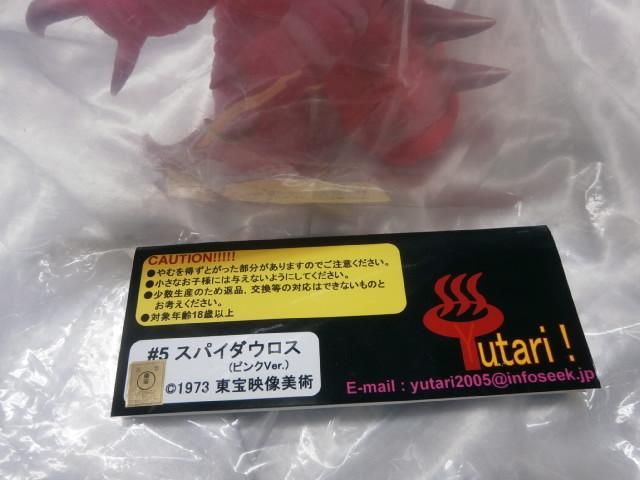 CAUTION!!!!!
●やむを得ずとがった部分がありますのでご注意ください。
●小さなお子様には与えないようにしてください。
●少数生産のため返品、交換等の対応はできないものと
お考えください。
●対象年齢18歳以上
#5 スパイダウロス
(ピンクVer.)
©1973 東宝映像美術
Yutari !
E-mail : yutari2005@infoseek.jp